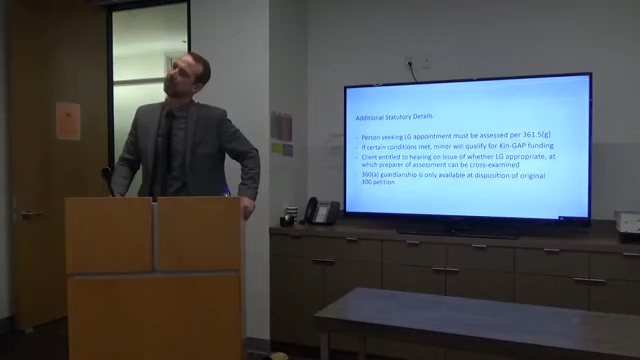 Additional Statutory Details
- Person seeking LG appointment must be assessed per 361.5(g)
- If certain conditions met, minor will qualify for Kin-GAP funding
- Client entitled to hearing on issue of whether LG appropriate, at
which preparer of assessment can be cross-examined
- 360(a) guardianship is only available at disposition of original
300 petition